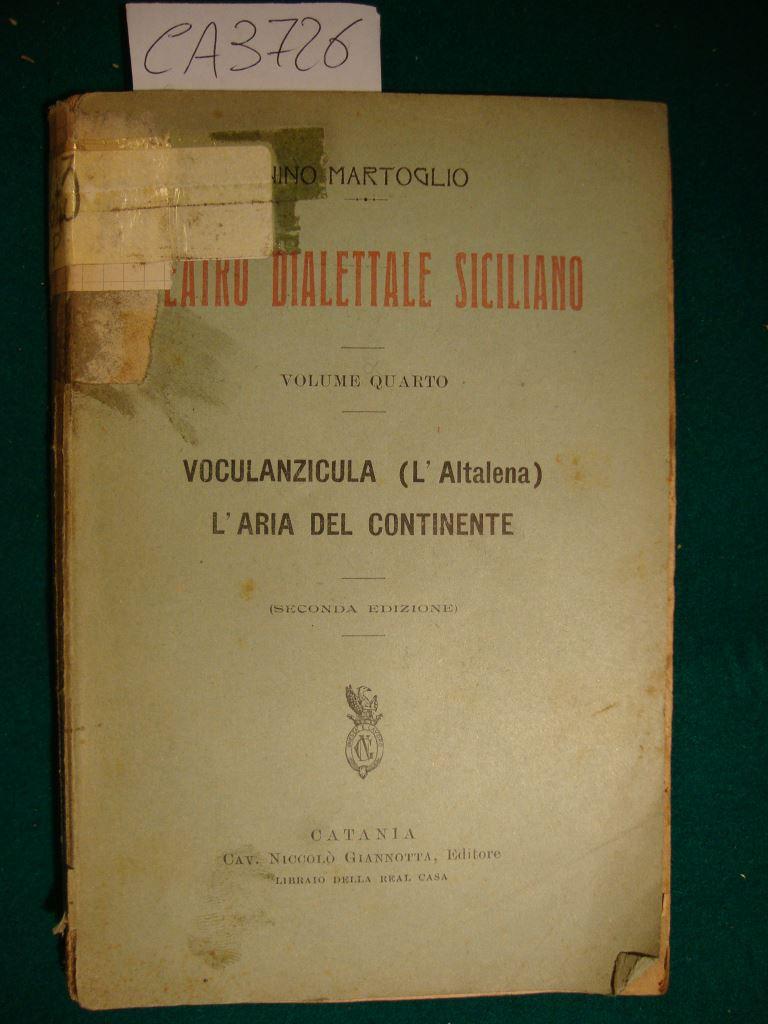 CA3726
NINO MARTOGLIO
TEATRO DIALETTALE SICILIANO
VOLUME QUARTO
VOCULANZICULA (L'Altalena)
L'ARIA DEL CONTINENTE
(SECONDA EDIZIONE)
CATANIA
CAV. NICCOLÒ GIANNOTTA, Editore
LIBRAIO DELLA REAL CASA